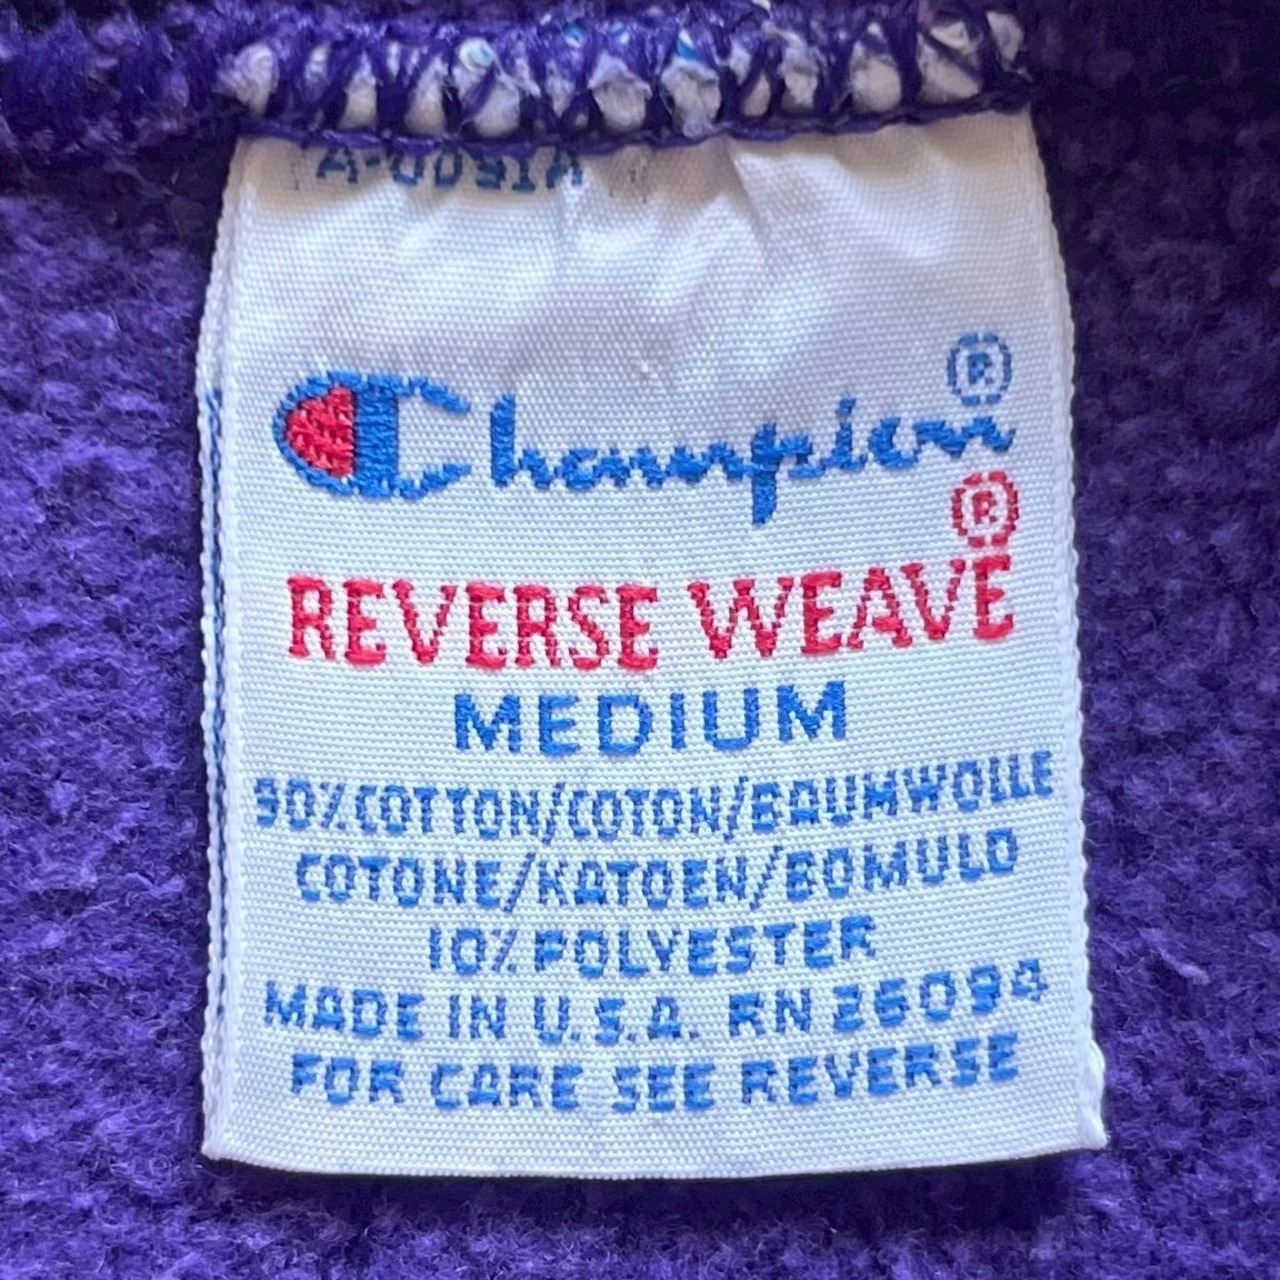 A-0091A
Champion ®
REVERSE WEAVE ®
MEDIUM
90% COTTON/COTON/BAUMWOLLE
COTONE/KATOEN/BOMULD
10% POLYESTER
MADE IN U.S.A. RN 26094
FOR CARE SEE REVERSE